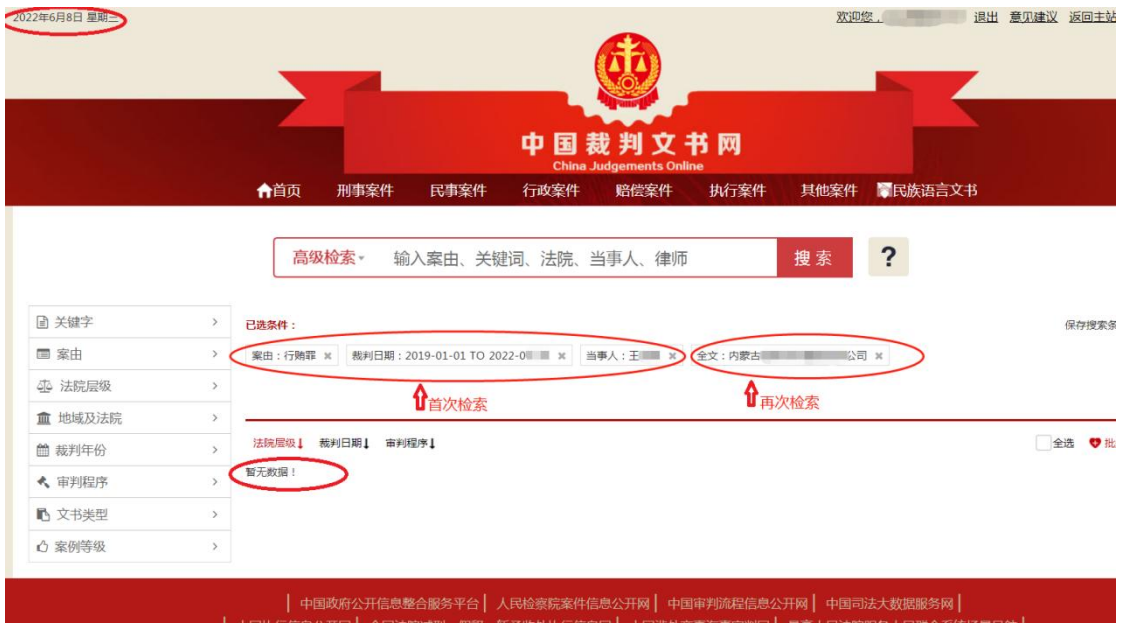 2022年6月8日 星期三
欢迎您， 退出 意见建议 返回主站
中国裁判文书网
China Judgements Online
首页 刑事案件 民事案件 行政案件 赔偿案件 执行案件 其他案件 民族语言文书
高级检索 输入案由、关键词、法院、当事人、律师 搜索 ?
关键字
案由
法院层级
地域及法院
裁判年份
审判程序
文书类型
案例等级
已选条件： 保存搜索条
案由：行贿罪 × 裁判日期：2019-01-01 TO 2022-0 × 当事人：王 × 全文：内蒙古 公司 ×
首次检索 再次检索
法院层级 裁判日期 审判程序 全选 批
暂无数据！
中国政府公开信息整合服务平台 | 人民检察院案件信息公开网 | 中国审判流程信息公开网 | 中国司法大数据服务网 |